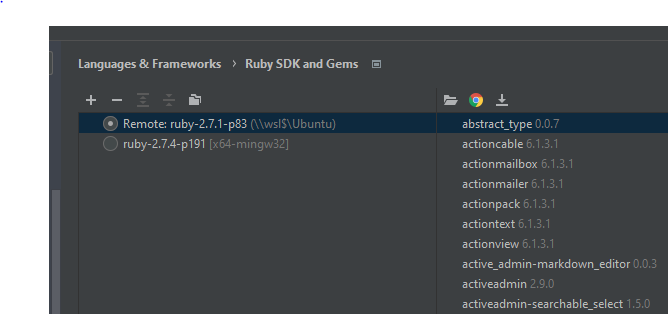 Languages & Frameworks › Ruby SDK and Gems
Remote: ruby-2.7.1-p83 (\\wsl$\Ubuntu)
ruby-2.7.4-p191 [x64-mingw32]
abstract_type 0.0.7
actioncable 6.1.3.1
actionmailbox 6.1.3.1
actionmailer 6.1.3.1
actionpack 6.1.3.1
actiontext 6.1.3.1
actionview 6.1.3.1
active_admin-markdown_editor 0.0.3
activeadmin 2.9.0
activeadmin-searchable_select 1.5.0